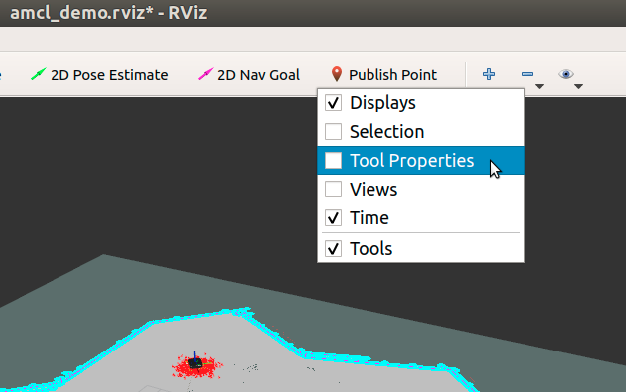 amcl_demo.rviz* - RViz
2D Pose Estimate 2D Nav Goal Publish Point
Displays
Selection
Tool Properties
Views
Time
Tools